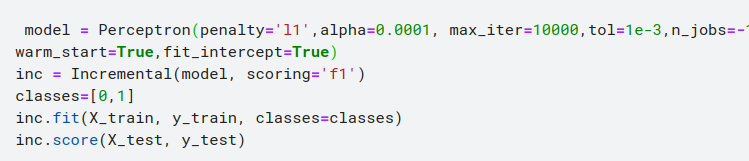 model = Perceptron(penalty='l1',alpha=0.0001, max_iter=10000,tol=1e-3,n_jobs=-1
warm_start=True,fit_intercept=True)
inc = Incremental(model, scoring='f1')
classes=[0,1]
inc.fit(X_train, y_train, classes=classes)
inc.score(X_test, y_test)